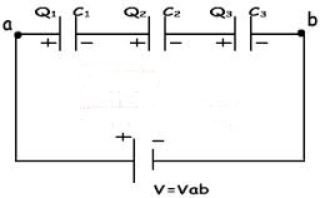 a Q1 C1 Q2 C2 Q3 C3 b
+ − + − + −
+ −
V=Vab